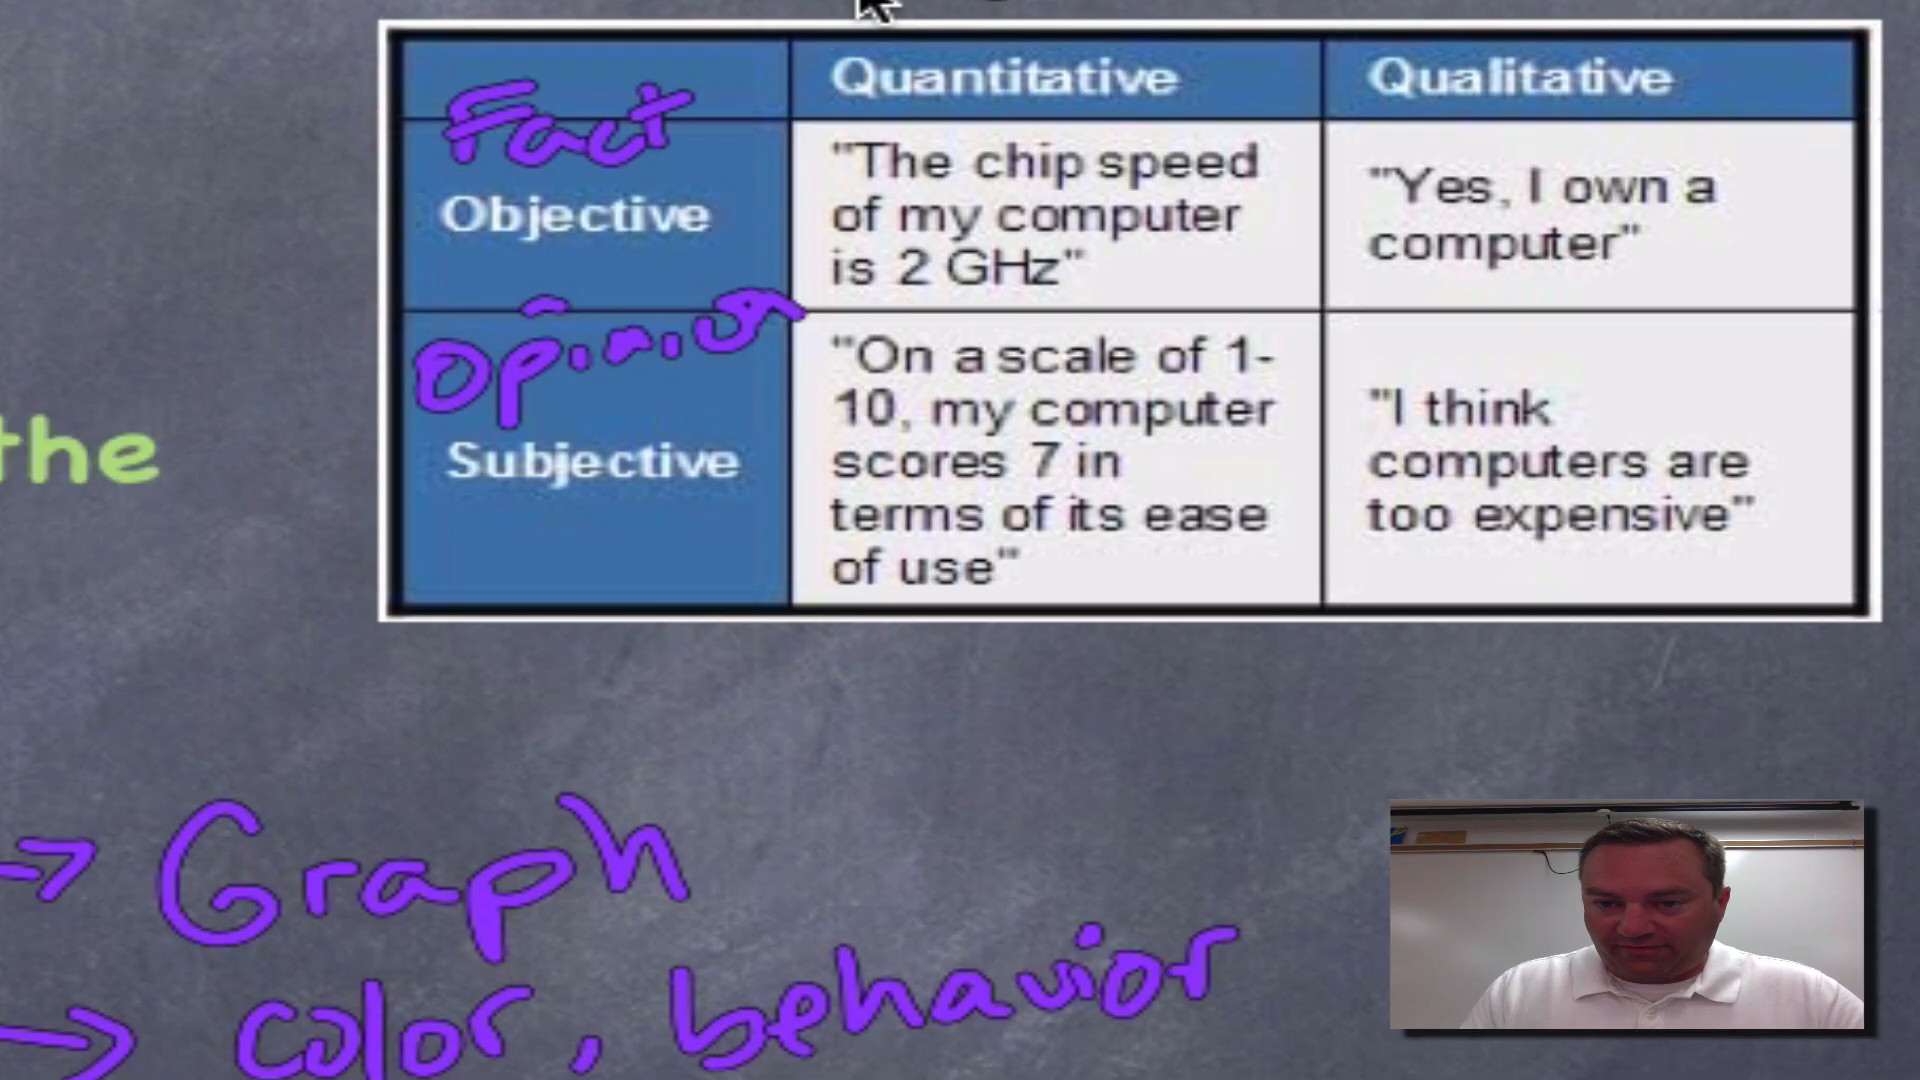 Quantitative
Qualitative
Fact
Objective
"The chip speed
of my computer
is 2 GHz"
"Yes, I own a
computer"
Opinion
Subjective
"On a scale of 1-
10, my computer
scores 7 in
terms of its ease
of use"
"I think
computers are
too expensive"
the
→ Graph
→ color, behavior